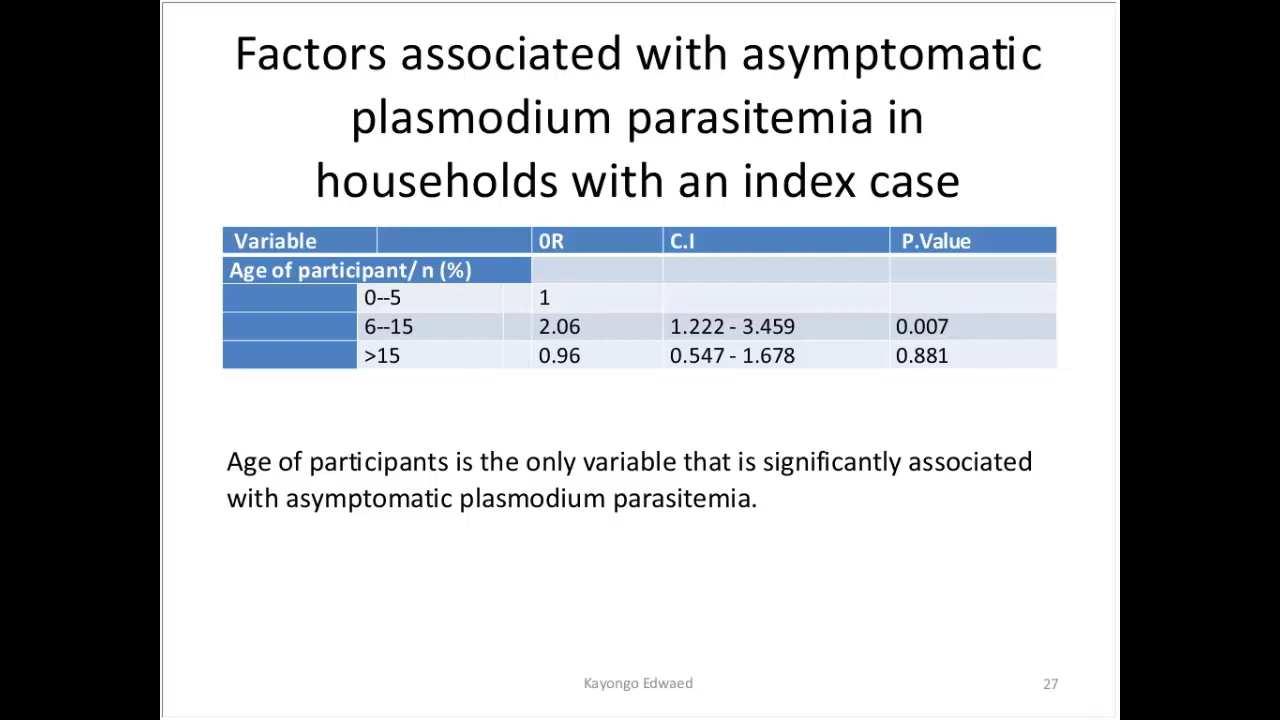 Factors associated with asymptomatic
plasmodium parasitemia in
households with an index case
Variable 0R C.I P.Value
Age of participant/ n (%)
0--5 1
6--15 2.06 1.222 - 3.459 0.007
>15 0.96 0.547 - 1.678 0.881
Age of participants is the only variable that is significantly associated
with asymptomatic plasmodium parasitemia.
Kayongo Edwaed 27